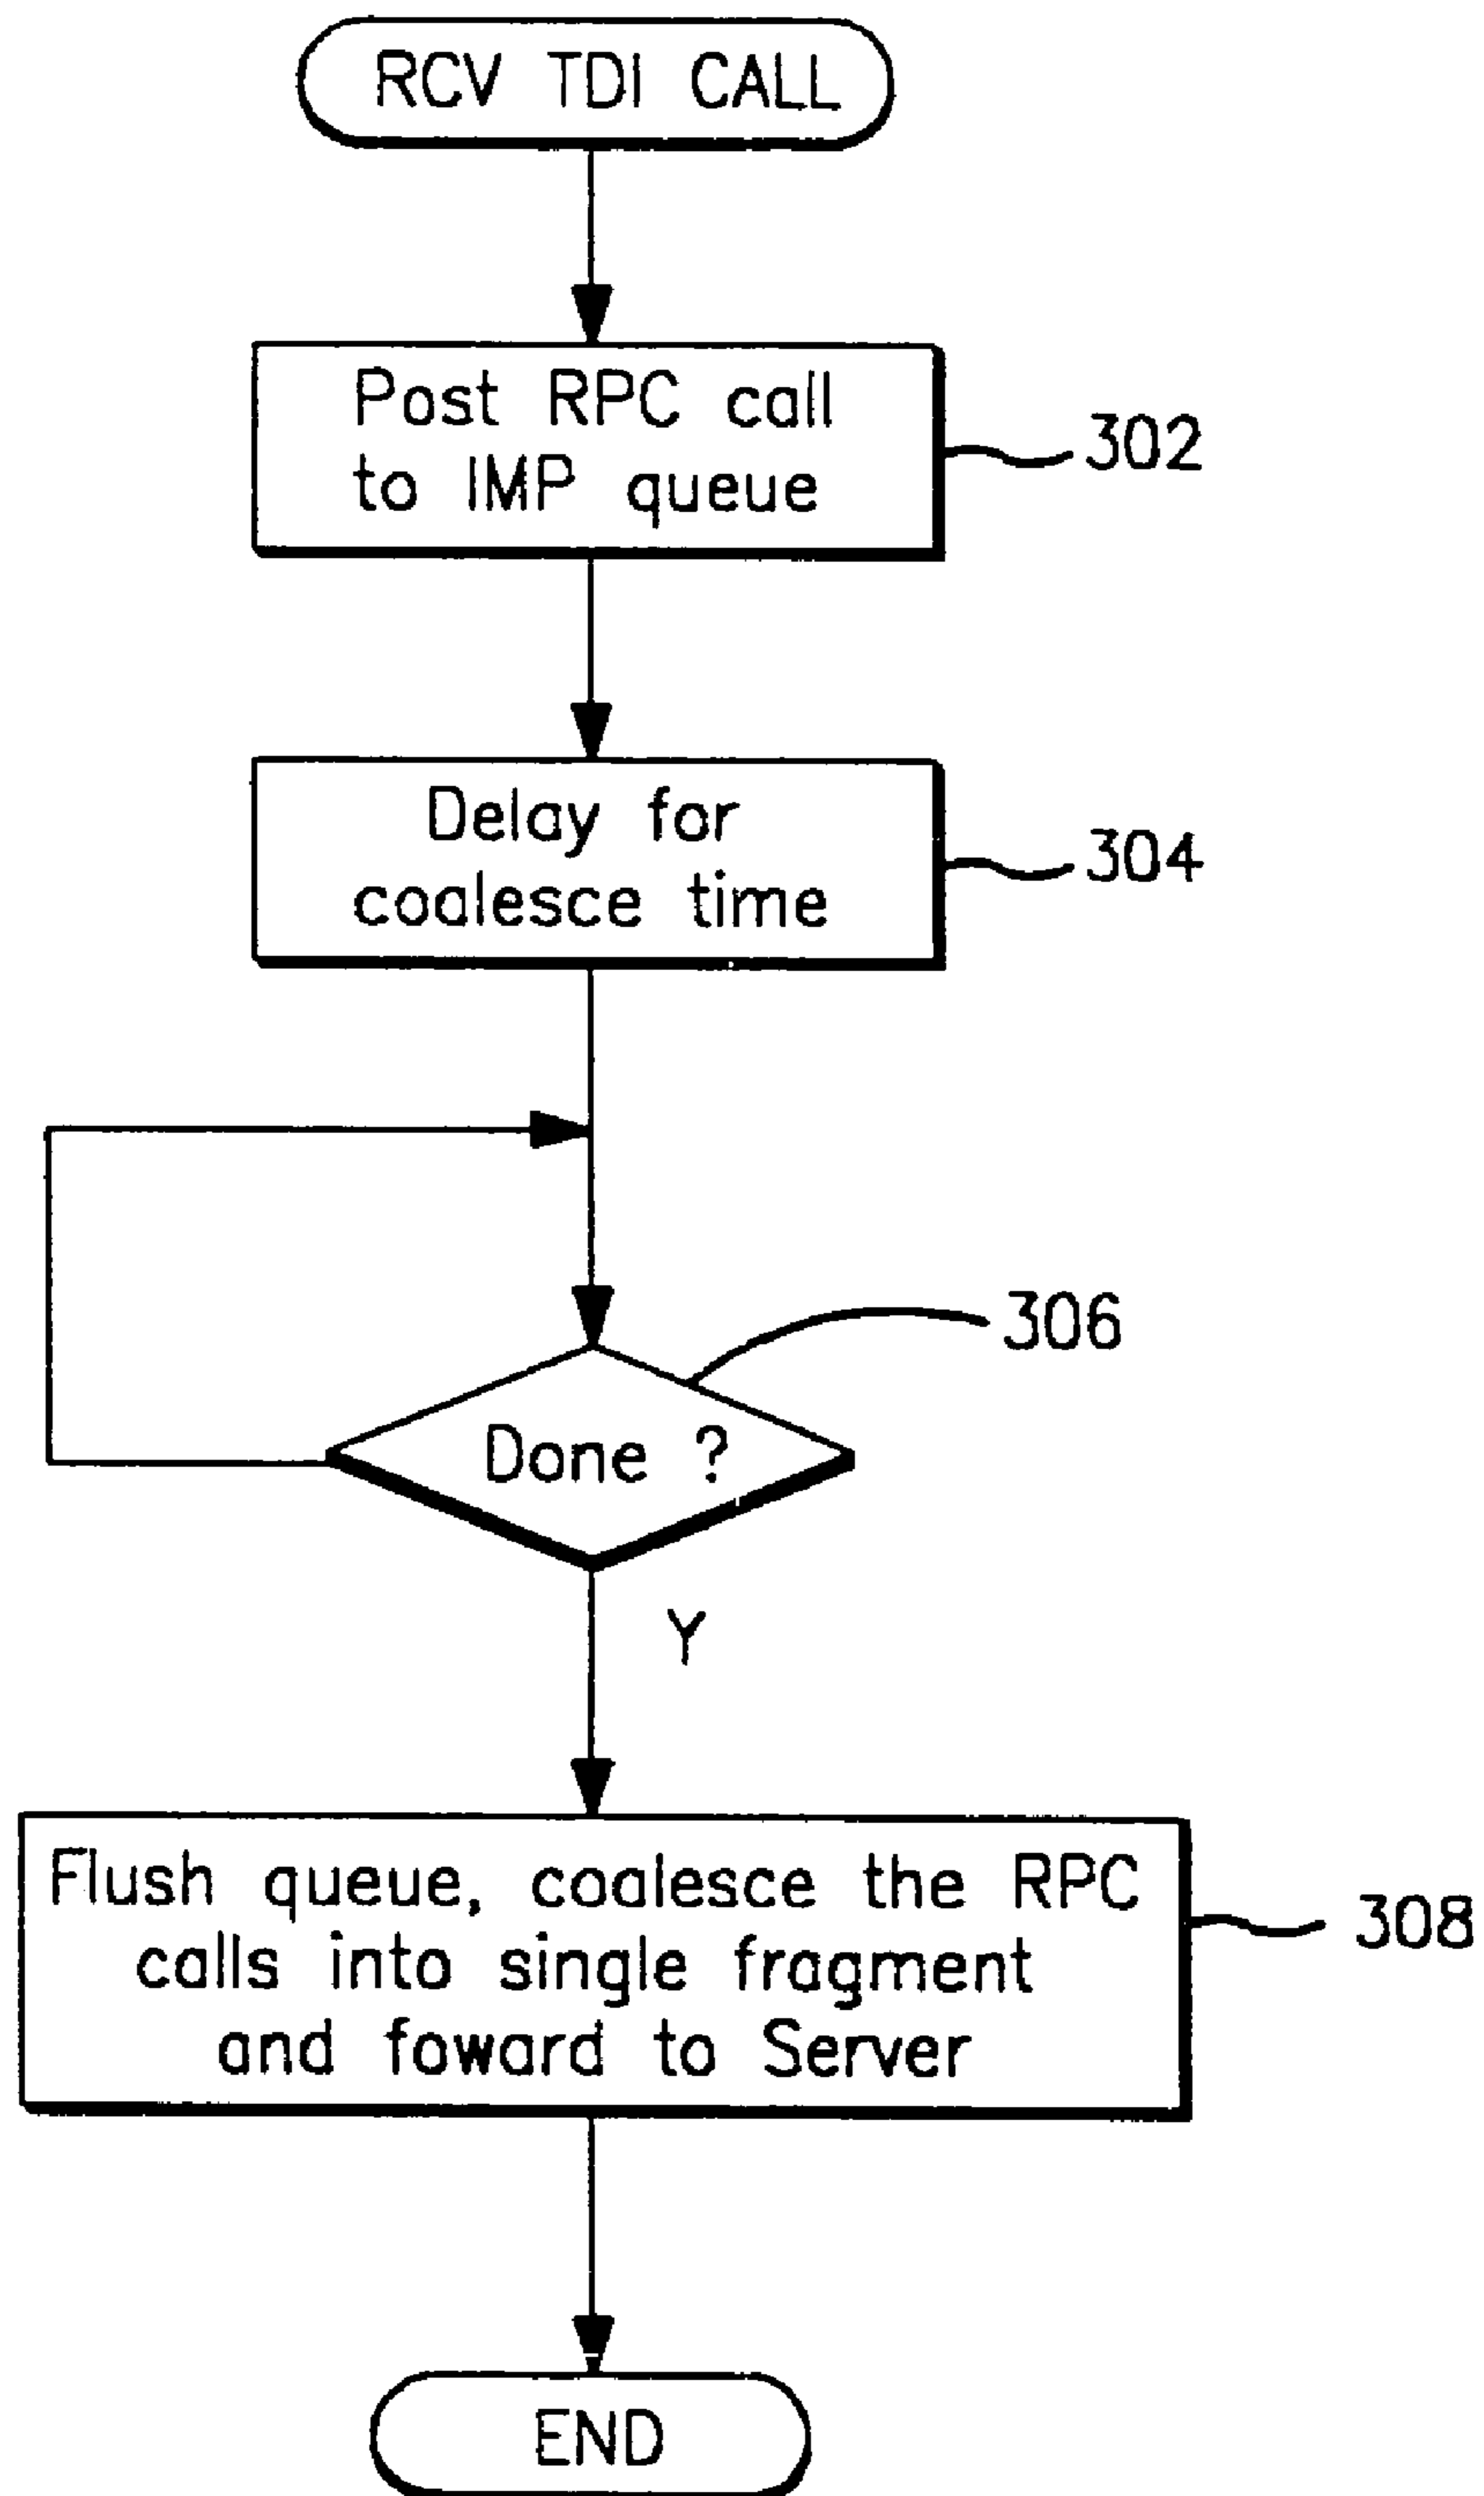 RCV TDI CALL
Post RPC call
to IMP queue
302
Delay for
coalesce time
304
306
Done ?
Y
Flush queue, coalesce the RPC
calls into single fragment
and foward to Server
308
END